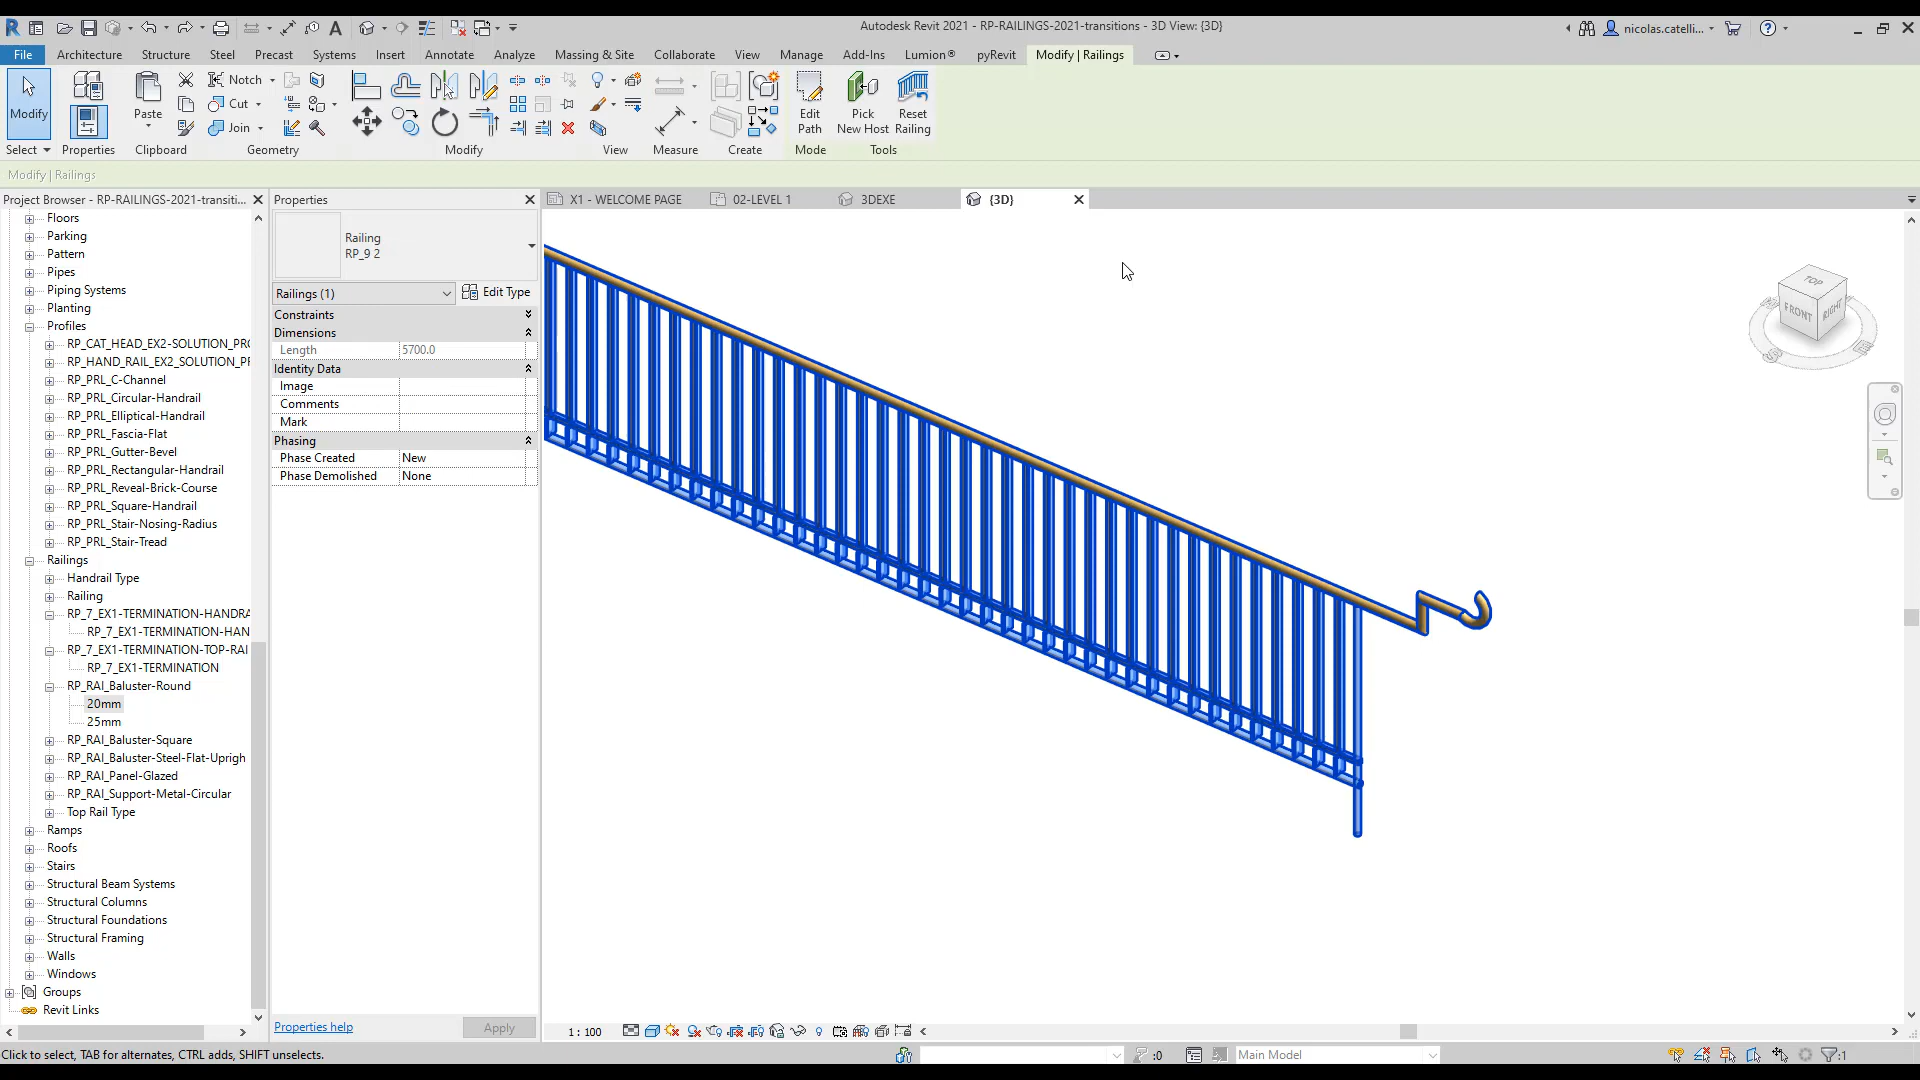 Autodesk Revit 2021 - RP-RAILINGS-2021-transitions - 3D View: {3D}
nicolas.catelli...
File Architecture Structure Steel Precast Systems Insert Annotate Analyze Massing & Site Collaborate View Manage Add-Ins Lumion® pyRevit Modify | Railings
Modify
Paste
Notch
Cut
Join
Edit Path
Pick New Host
Reset Railing
Select Properties Clipboard Geometry Modify View Measure Create Mode Tools
Modify | Railings
Project Browser - RP-RAILINGS-2021-transiti...
Floors
Parking
Pattern
Pipes
Piping Systems
Planting
Profiles
RP_CAT_HEAD_EX2-SOLUTION_PRO
RP_HAND_RAIL_EX2_SOLUTION_PF
RP_PRL_C-Channel
RP_PRL_Circular-Handrail
RP_PRL_Elliptical-Handrail
RP_PRL_Fascia-Flat
RP_PRL_Gutter-Bevel
RP_PRL_Rectangular-Handrail
RP_PRL_Reveal-Brick-Course
RP_PRL_Square-Handrail
RP_PRL_Stair-Nosing-Radius
RP_PRL_Stair-Tread
Railings
Handrail Type
Railing
RP_7_EX1-TERMINATION-HANDRA
RP_7_EX1-TERMINATION-HAN
RP_7_EX1-TERMINATION-TOP-RAI
RP_7_EX1-TERMINATION
RP_RAI_Baluster-Round
20mm
25mm
RP_RAI_Baluster-Square
RP_RAI_Baluster-Steel-Flat-Uprigh
RP_RAI_Panel-Glazed
RP_RAI_Support-Metal-Circular
Top Rail Type
Ramps
Roofs
Stairs
Structural Beam Systems
Structural Columns
Structural Foundations
Structural Framing
Walls
Windows
Groups
Revit Links
Properties
Railing
RP_9 2
Railings (1)
Edit Type
Constraints
Dimensions
Length 5700.0
Identity Data
Image
Comments
Mark
Phasing
Phase Created New
Phase Demolished None
Properties help
Apply
X1 - WELCOME PAGE
02-LEVEL 1
3DEXE
{3D}
TOP
FRONT
RIGHT
1 : 100
Click to select, TAB for alternates, CTRL adds, SHIFT unselects.
:0
Main Model
:1